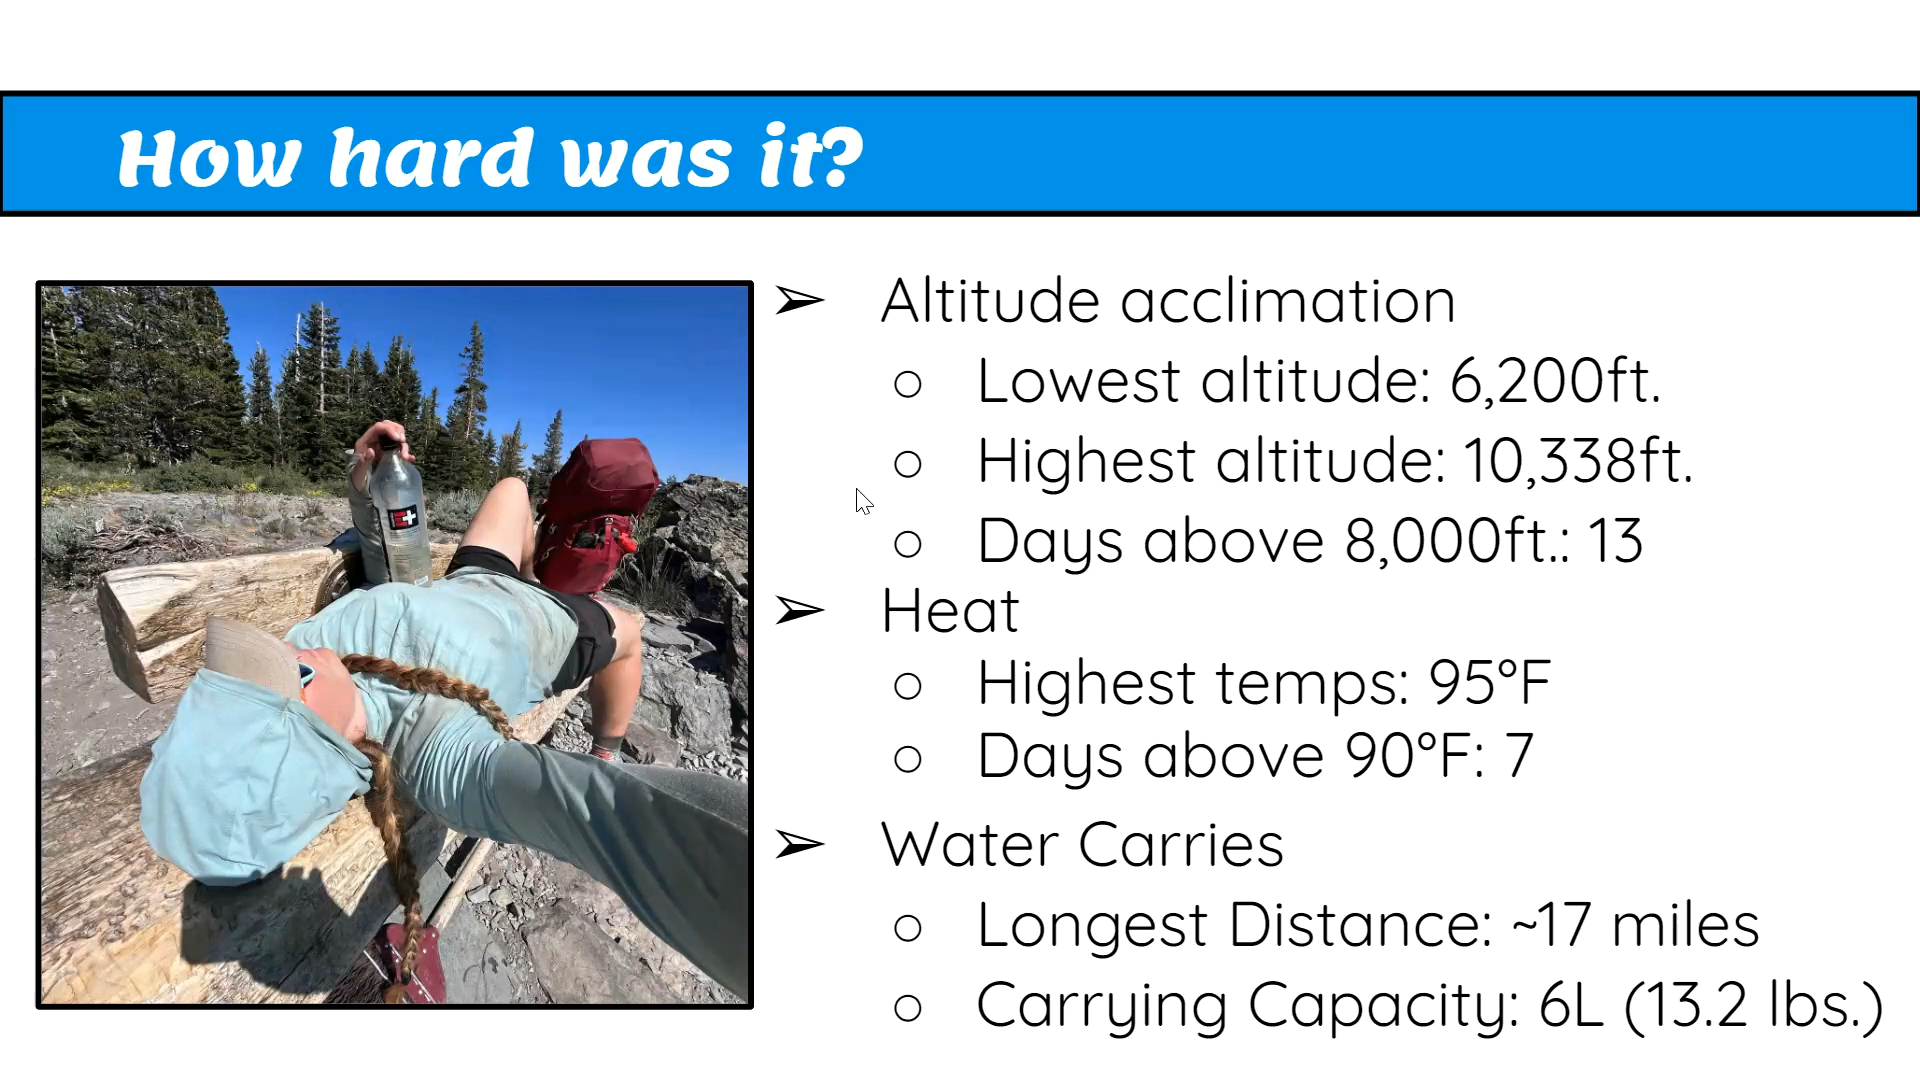 How hard was it?
➢ Altitude acclimation
○ Lowest altitude: 6,200ft.
○ Highest altitude: 10,338ft.
○ Days above 8,000ft.: 13
➢ Heat
○ Highest temps: 95°F
○ Days above 90°F: 7
➢ Water Carries
○ Longest Distance: ~17 miles
○ Carrying Capacity: 6L (13.2 lbs.)